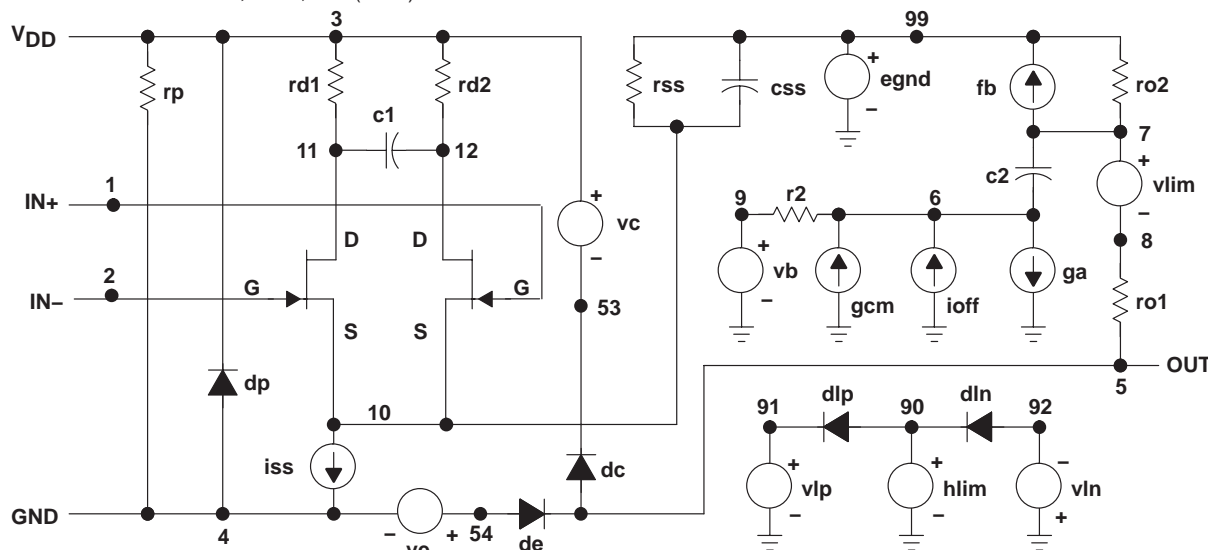 3
99
VDD
rp
rd1
rd2
rss
css
egnd
fb
ro2
c1
11
12
7
c2
vlim
1
IN+
9
r2
6
8
D
D
vc
vb
2
IN–
G
G
gcm
ioff
ga
ro1
S
S
53
OUT
5
dp
10
91
dlp
90
dln
92
iss
dc
vlp
hlim
vln
GND
4
54
de